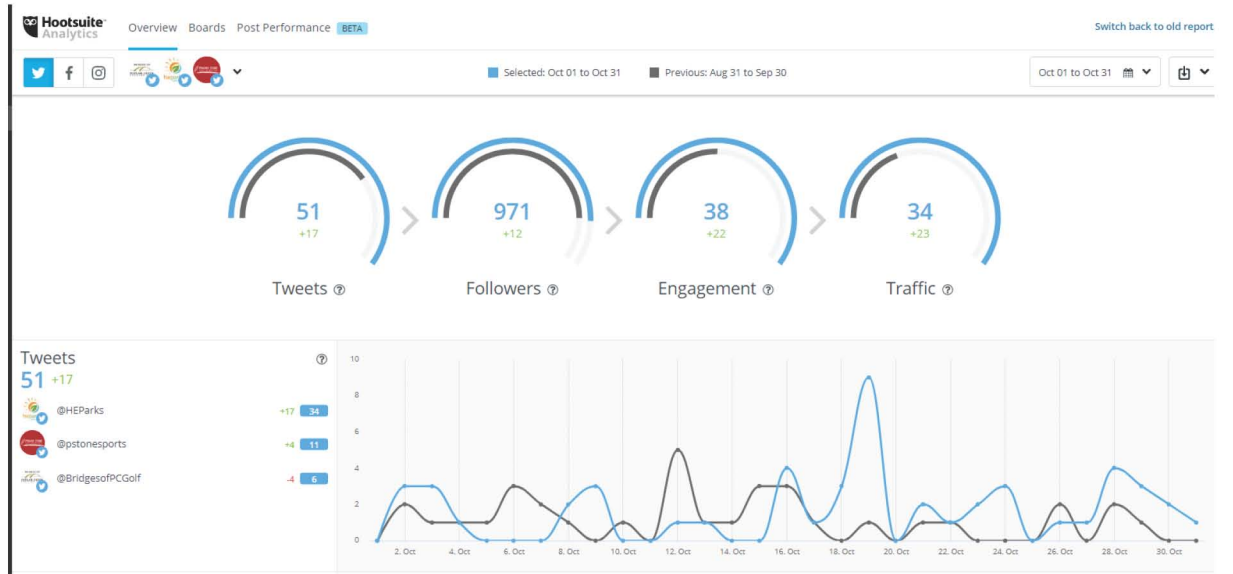 Hootsuite™
Analytics
Overview Boards Post Performance BETA
Switch back to old report
Selected: Oct 01 to Oct 31 Previous: Aug 31 to Sep 30
Oct 01 to Oct 31
51 971 38 34
+17 +12 +22 +23
Tweets ? Followers ? Engagement ? Traffic ?
Tweets ?
51 +17
@HEParks +17 34
@pstonesports +4 11
@BridgesofPCGolf -4 6
10
8
6
4
2
0
2. Oct 4. Oct 6. Oct 8. Oct 10. Oct 12. Oct 14. Oct 16. Oct 18. Oct 20. Oct 22. Oct 24. Oct 26. Oct 28. Oct 30. Oct